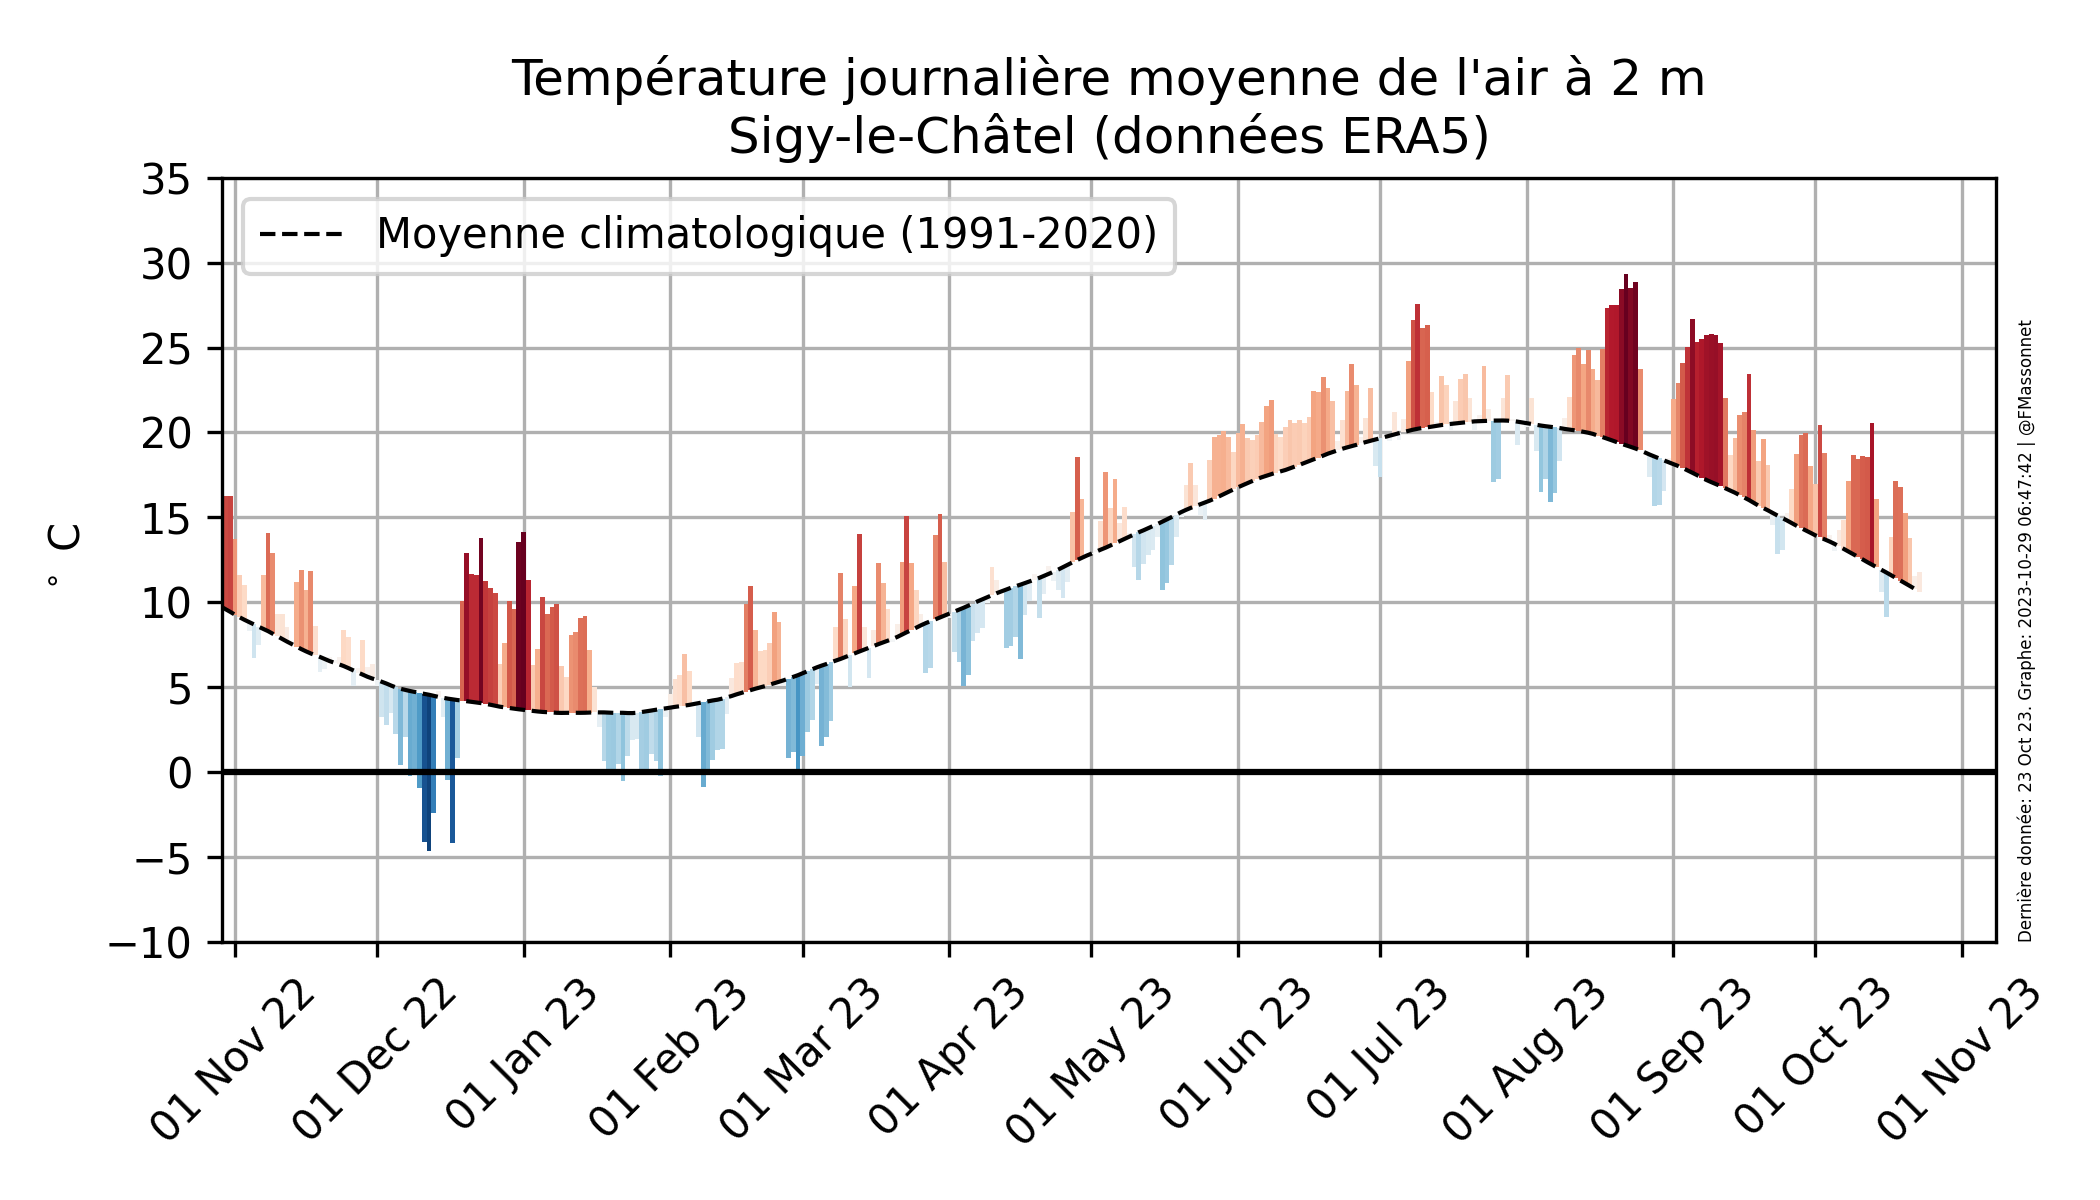 Température journalière moyenne de l'air à 2 m
Sigy-le-Châtel (données ERA5)
Moyenne climatologique (1991-2020)
35
30
25
20
15
10
5
0
−5
−10
° C
01 Nov 22
01 Dec 22
01 Jan 23
01 Feb 23
01 Mar 23
01 Apr 23
01 May 23
01 Jun 23
01 Jul 23
01 Aug 23
01 Sep 23
01 Oct 23
01 Nov 23
Dernière donnée: 23 Oct 23. Graphe: 2023-10-29 06:47:42 | @FMassonnet